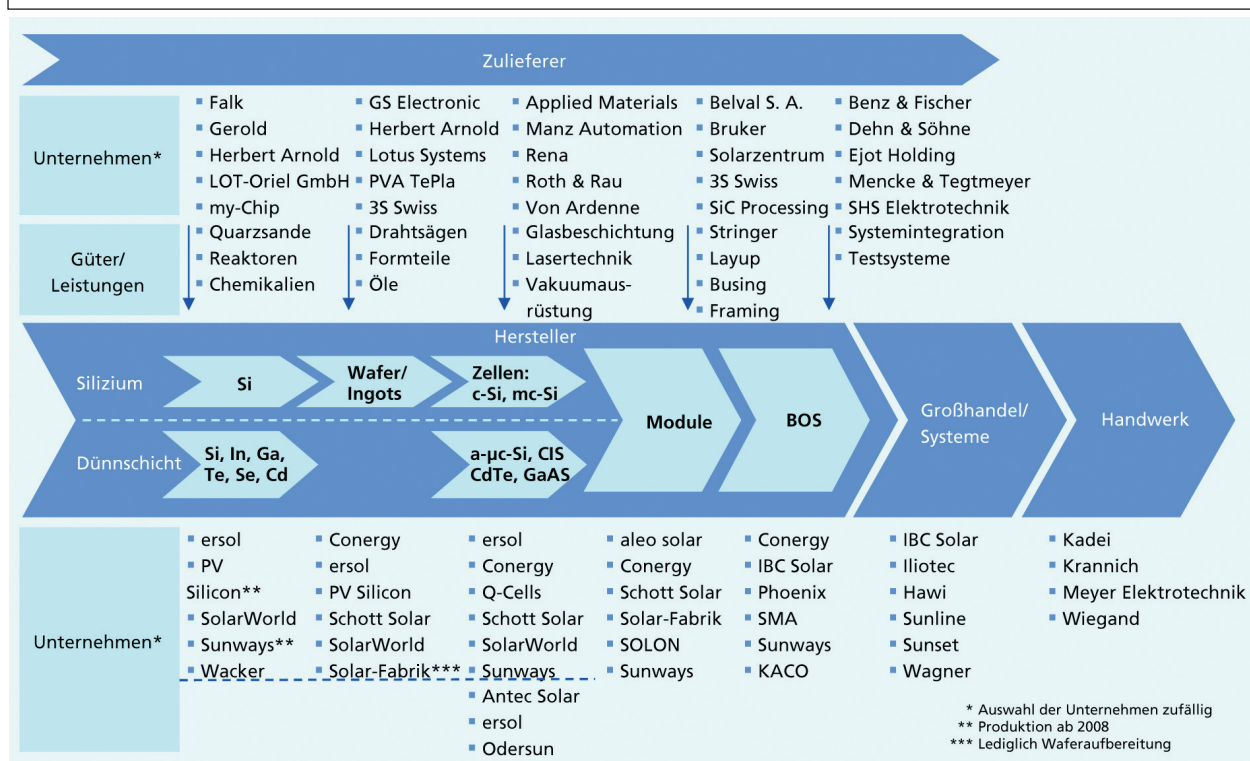 Zulieferer
Unternehmen*
Falk
Gerold
Herbert Arnold
LOT-Oriel GmbH
my-Chip
GS Electronic
Herbert Arnold
Lotus Systems
PVA TePla
3S Swiss
Applied Materials
Manz Automation
Rena
Roth & Rau
Von Ardenne
Belval S. A.
Bruker
Solarzentrum
3S Swiss
SiC Processing
Benz & Fischer
Dehn & Söhne
Ejot Holding
Mencke & Tegtmeyer
SHS Elektrotechnik
Güter/
Leistungen
Quarzsande
Reaktoren
Chemikalien
Drahtsägen
Formteile
Öle
Glasbeschichtung
Lasertechnik
Vakuumaus-
rüstung
Stringer
Layup
Busing
Framing
Systemintegration
Testsysteme
Hersteller
Silizium
Si
Wafer/
Ingots
Zellen:
c-Si, mc-Si
Dünnschicht
Si, In, Ga,
Te, Se, Cd
a-µc-Si, CIS
CdTe, GaAS
Module
BOS
Großhandel/
Systeme
Handwerk
Unternehmen*
ersol
PV
Silicon**
SolarWorld
Sunways**
Wacker
Conergy
ersol
PV Silicon
Schott Solar
SolarWorld
Solar-Fabrik***
ersol
Conergy
Q-Cells
Schott Solar
SolarWorld
Sunways
Antec Solar
ersol
Odersun
aleo solar
Conergy
Schott Solar
Solar-Fabrik
SOLON
Sunways
Conergy
IBC Solar
Phoenix
SMA
Sunways
KACO
IBC Solar
Iliotec
Hawi
Sunline
Sunset
Wagner
Kadei
Krannich
Meyer Elektrotechnik
Wiegand
* Auswahl der Unternehmen zufällig
** Produktion ab 2008
*** Lediglich Waferaufbereitung